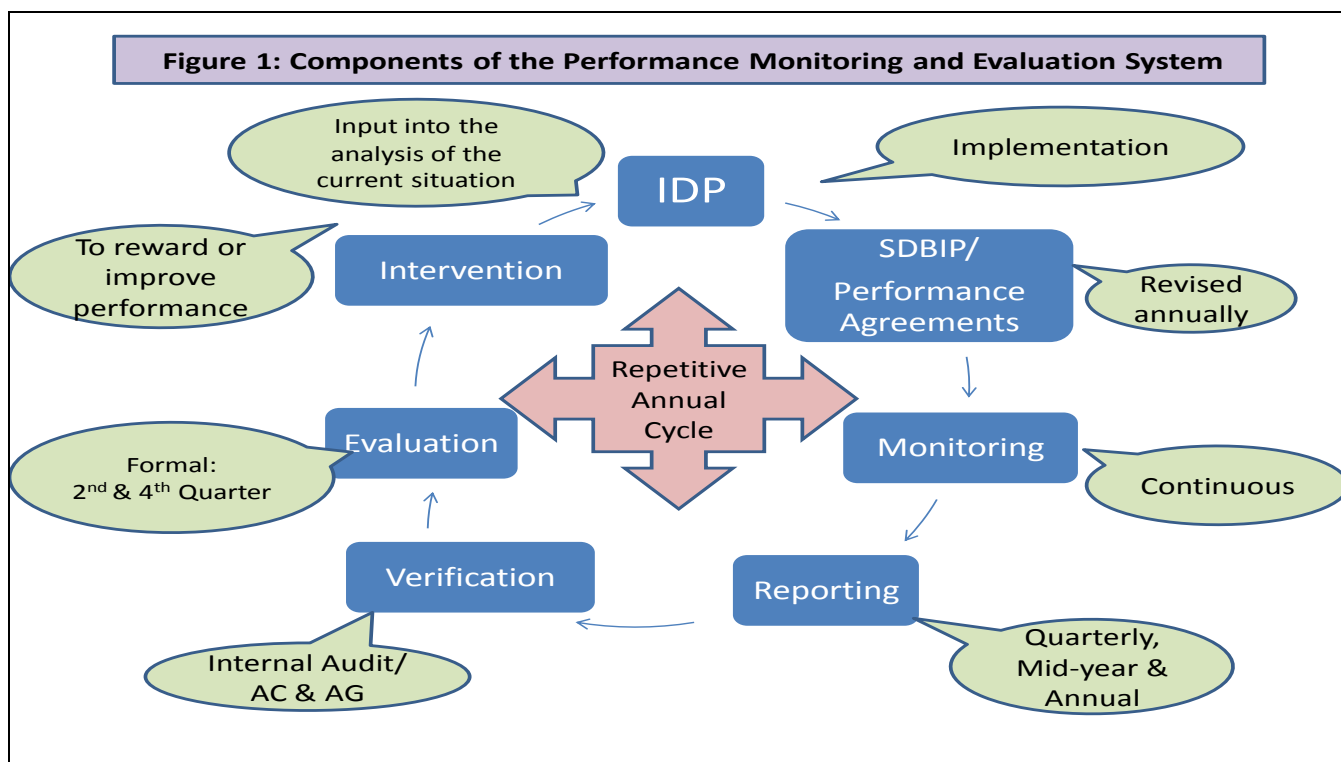 Figure 1: Components of the Performance Monitoring and Evaluation System
Input into the
analysis of the
current situation
IDP
Implementation
To reward or
improve
performance
Intervention
SDBIP/
Performance
Agreements
Revised
annually
Repetitive
Annual
Cycle
Evaluation
Formal:
2nd & 4th Quarter
Monitoring
Continuous
Verification
Internal Audit/
AC & AG
Reporting
Quarterly,
Mid-year &
Annual